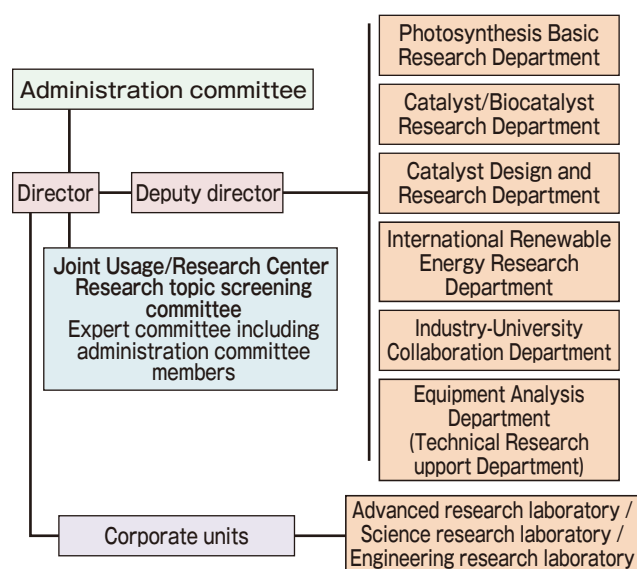 Administration committee
Director
Deputy director
Joint Usage/Research Center
Research topic screening
committee
Expert committee including
administration committee
members
Photosynthesis Basic
Research Department
Catalyst/Biocatalyst
Research Department
Catalyst Design and
Research Department
International Renewable
Energy Research
Department
Industry-University
Collaboration Department
Equipment Analysis
Department
(Technical Research
upport Department)
Corporate units
Advanced research laboratory /
Science research laboratory /
Engineering research laboratory